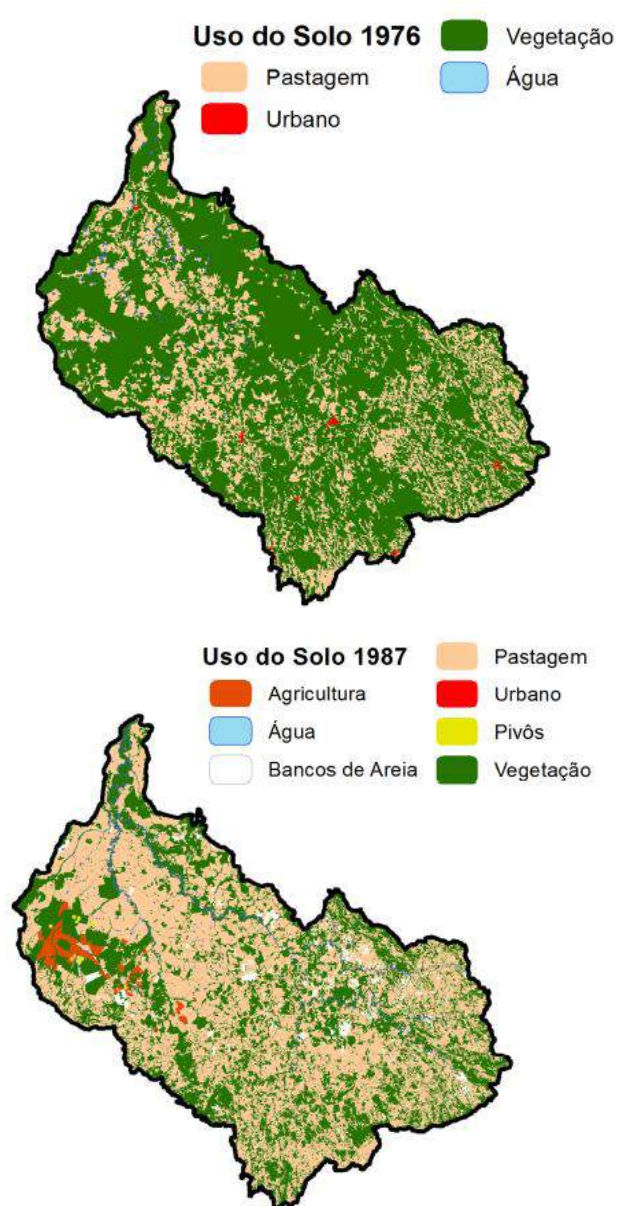 Uso do Solo 1976
Vegetação
Pastagem
Água
Urbano
Uso do Solo 1987
Pastagem
Agricultura
Urbano
Água
Pivôs
Bancos de Areia
Vegetação